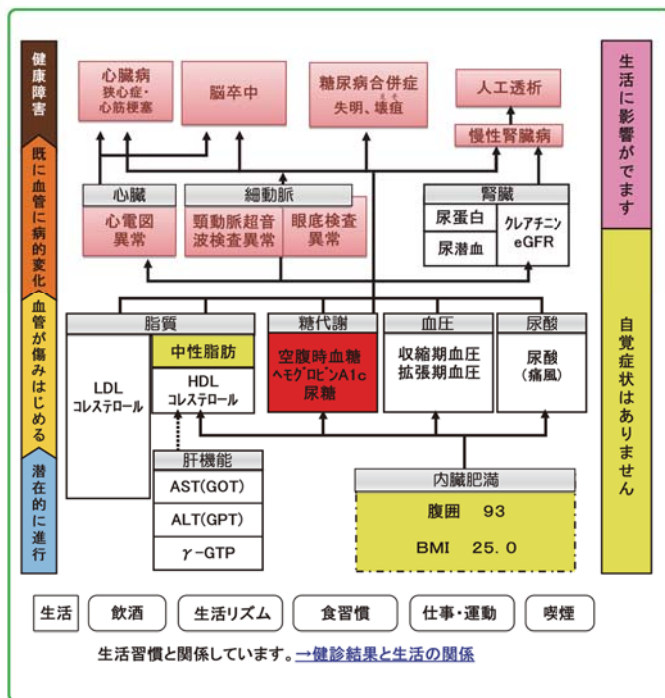 健康障害
既に血管に病的変化
血管が傷みはじめる
潜在的に進行
心臓病
狭心症・
心筋梗塞
脳卒中
糖尿病合併症
えそ
失明、壊疽
人工透析
慢性腎臓病
心臓
心電図
異常
細動脈
頸動脈超音
波検査異常
眼底検査
異常
腎臓
尿蛋白
尿潜血
クレアチニン
eGFR
脂質
LDL
コレステロール
中性脂肪
HDL
コレステロール
糖代謝
空腹時血糖
ヘモグロビンA1c
尿糖
血圧
収縮期血圧
拡張期血圧
尿酸
尿酸
(痛風)
肝機能
AST(GOT)
ALT(GPT)
γ-GTP
内臓肥満
腹囲 93
BMI 25.0
生活に影響がでます
自覚症状はありません
生活
飲酒
生活リズム
食習慣
仕事・運動
喫煙
生活習慣と関係しています。→健診結果と生活の関係